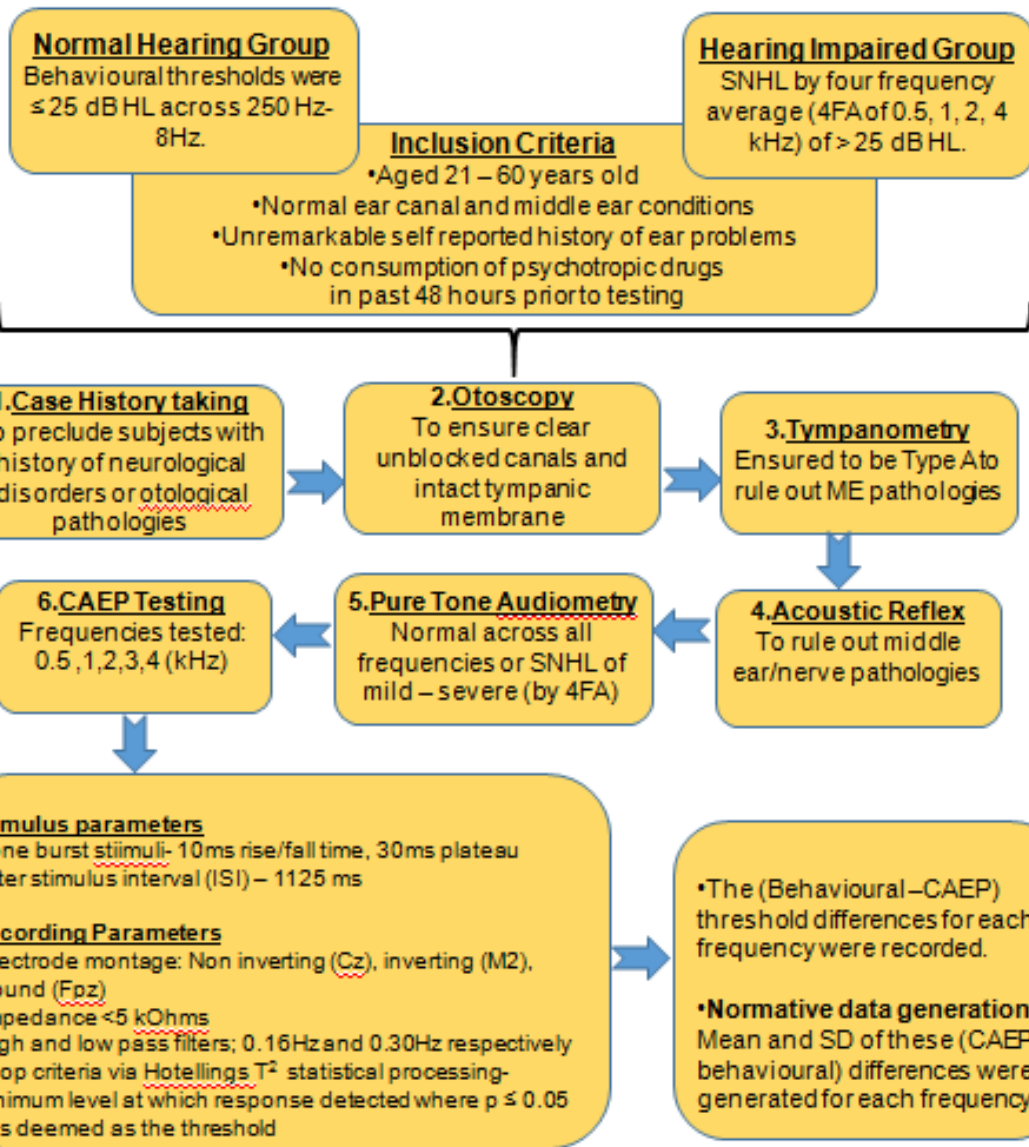 Normal Hearing Group
Behavioural thresholds were
≤ 25 dB HL across 250 Hz-
8Hz.
Hearing Impaired Group
SNHL by four frequency
average (4FA of 0.5, 1, 2, 4
kHz) of > 25 dB HL.
Inclusion Criteria
•Aged 21 – 60 years old
•Normal ear canal and middle ear conditions
•Unremarkable self reported history of ear problems
•No consumption of psychotropic drugs
in past 48 hours prior to testing
.Case History taking
o preclude subjects with
history of neurological
disorders or otological
pathologies
2.Otoscopy
To ensure clear
unblocked canals and
intact tympanic
membrane
3.Tympanometry
Ensured to be Type A to
rule out ME pathologies
4.Acoustic Reflex
To rule out middle
ear/nerve pathologies
5.Pure Tone Audiometry
Normal across all
frequencies or SNHL of
mild – severe (by 4FA)
6.CAEP Testing
Frequencies tested:
0.5 ,1,2,3,4 (kHz)
mulus parameters
ne burst stiimuli- 10ms rise/fall time, 30ms plateau
ter stimulus interval (ISI) – 1125 ms
cording Parameters
ectrode montage: Non inverting (Cz), inverting (M2),
ound (Fpz)
pedance <5 kOhms
gh and low pass filters; 0.16Hz and 0.30Hz respectively
op criteria via Hotellings T² statistical processing-
nimum level at which response detected where p ≤ 0.05
s deemed as the threshold
•The (Behavioural –CAEP)
threshold differences for each
frequency were recorded.
•Normative data generation
Mean and SD of these (CAEP
behavioural) differences were
generated for each frequency